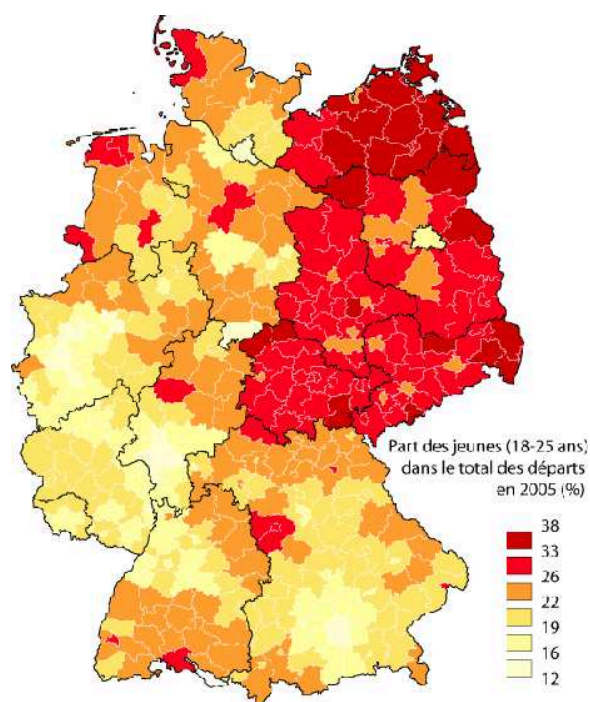 Part des jeunes (18-25 ans)
dans le total des départs
en 2005 (%)
38
33
26
22
19
16
12